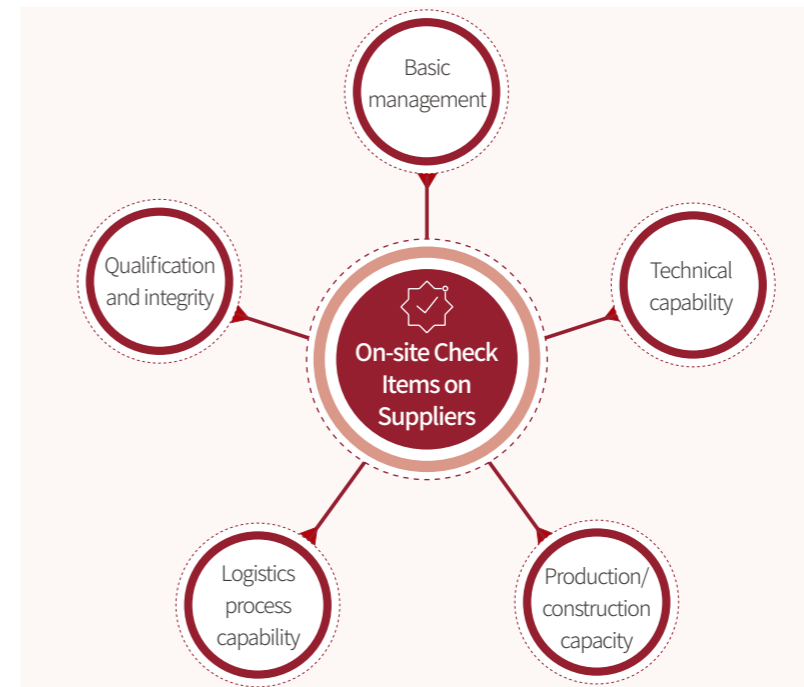 Basic
management
Qualification
and integrity
Technical
capability
On-site Check
Items on
Suppliers
Logistics
process
capability
Production/
construction
capacity